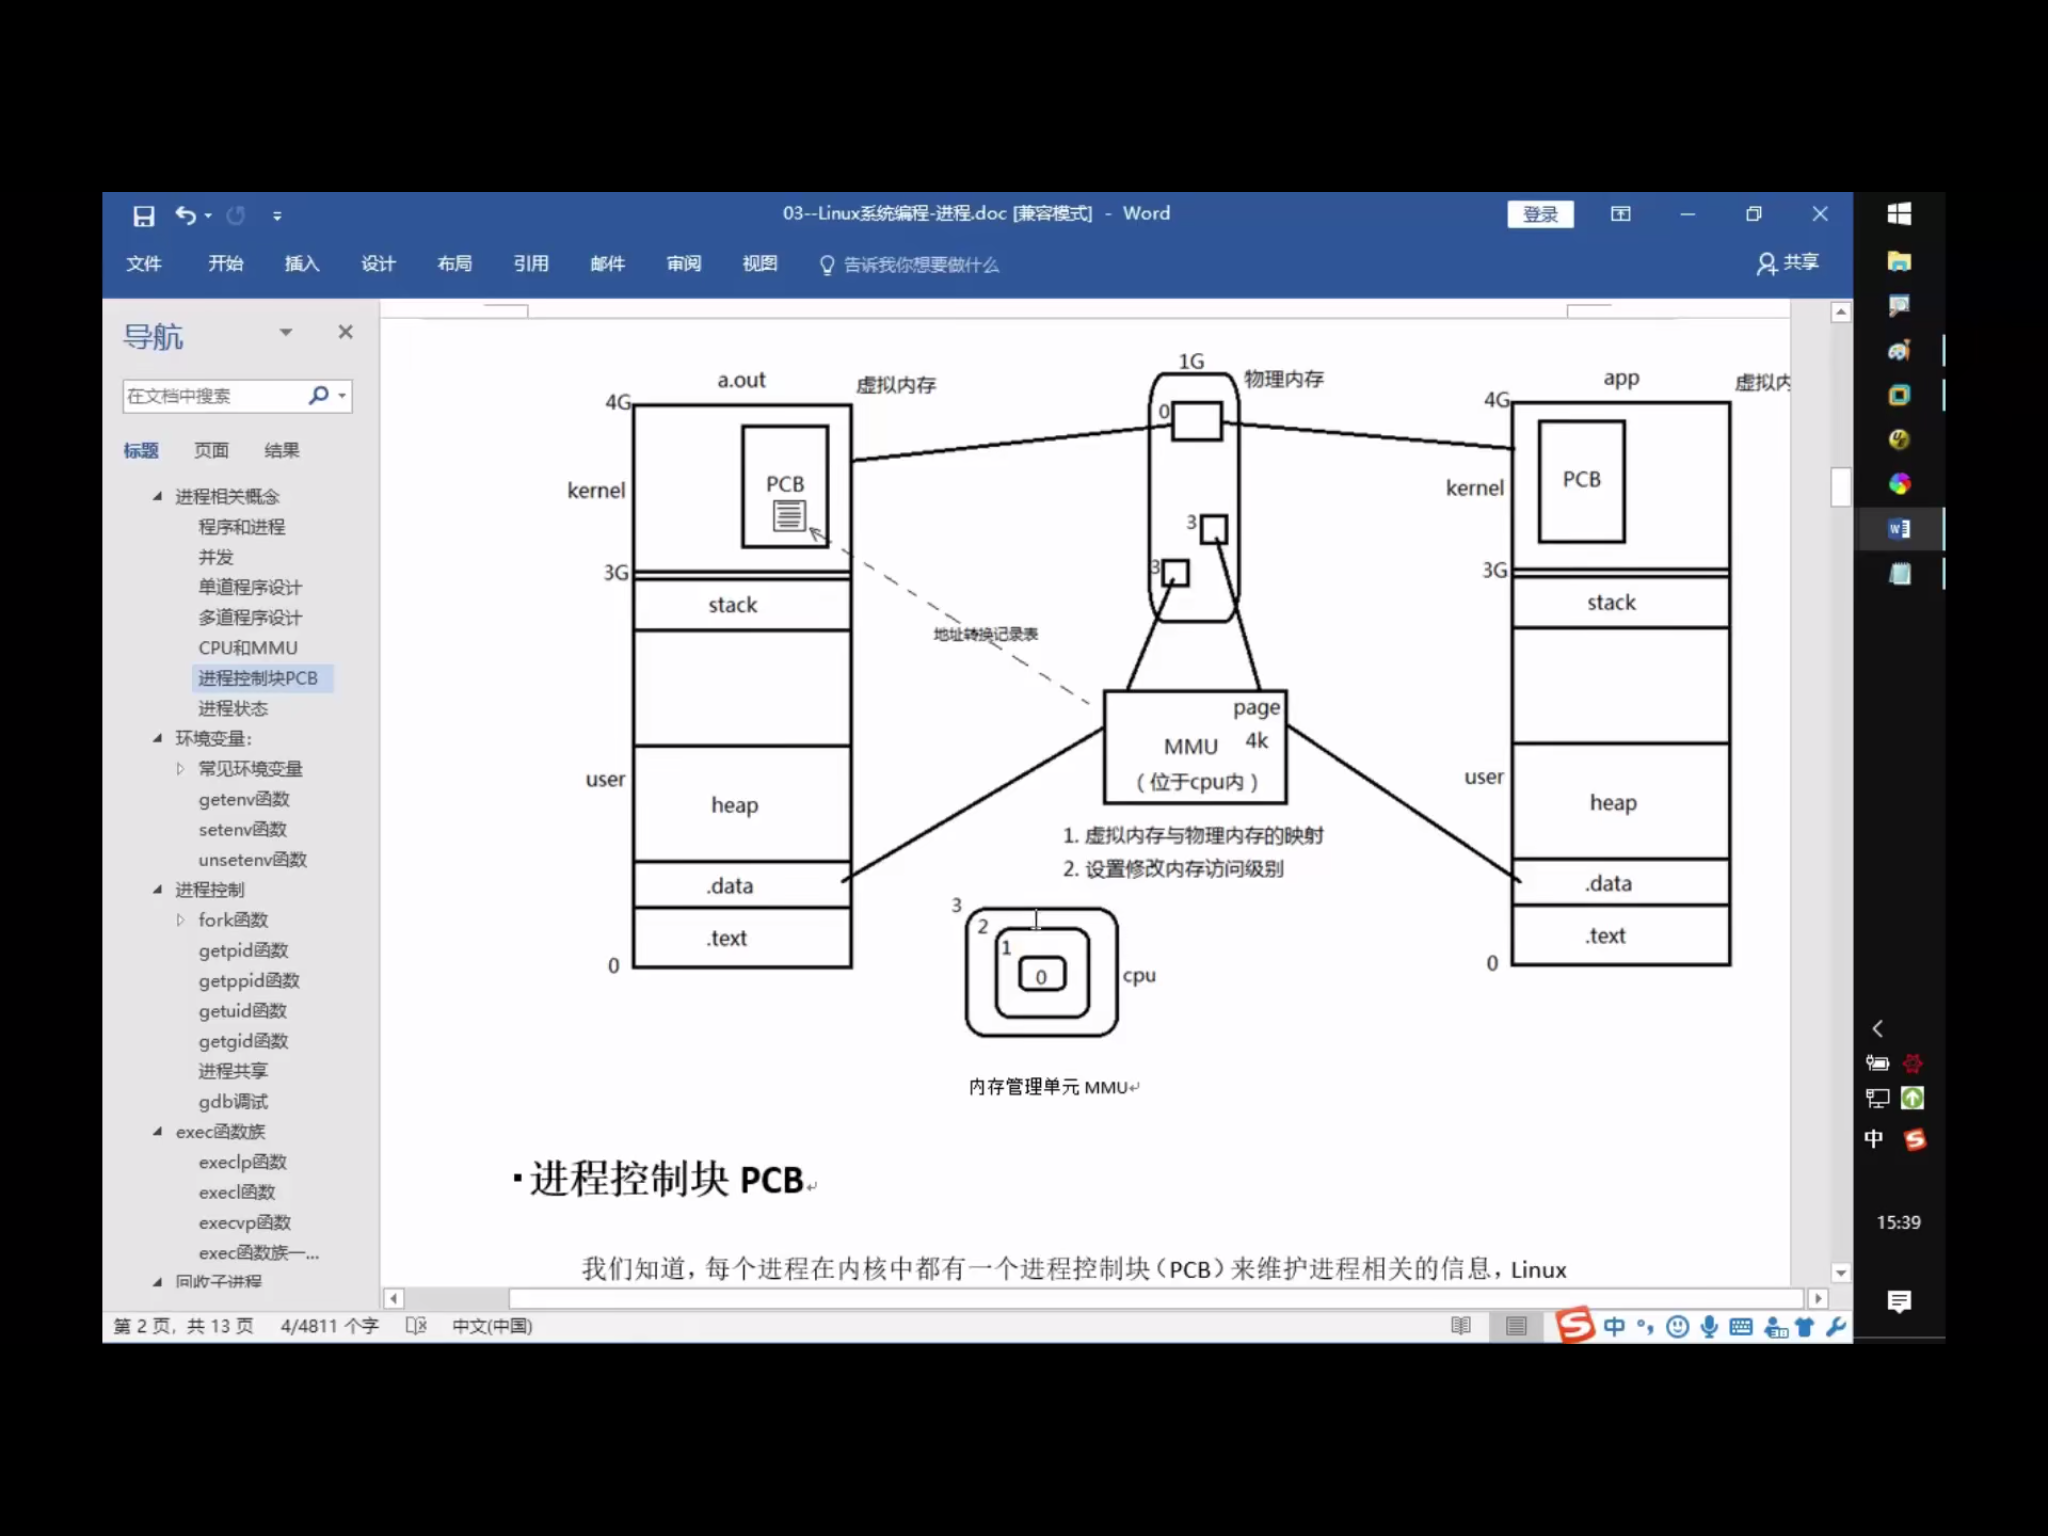 03--Linux系统编程-进程.doc [兼容模式] - Word
登录
文件 开始 插入 设计 布局 引用 邮件 审阅 视图 告诉我你想要做什么 共享
导航
在文档中搜索
标题 页面 结果
进程相关概念
程序和进程
并发
单道程序设计
多道程序设计
CPU和MMU
进程控制块PCB
进程状态
环境变量:
常见环境变量
getenv函数
setenv函数
unsetenv函数
进程控制
fork函数
getpid函数
getppid函数
getuid函数
getgid函数
进程共享
gdb调试
exec函数族
execlp函数
execl函数
execvp函数
exec函数族一...
回收子进程
a.out
虚拟内存
4G
kernel
PCB
3G
stack
user
heap
.data
.text
0
1G
物理内存
0
3
3
地址转换记录表
page
MMU 4k
(位于cpu内)
1. 虚拟内存与物理内存的映射
2. 设置修改内存访问级别
3
2
1
0
cpu
app
虚拟内
4G
kernel
PCB
3G
stack
user
heap
.data
.text
0
内存管理单元 MMU
进程控制块 PCB
我们知道,每个进程在内核中都有一个进程控制块(PCB)来维护进程相关的信息,Linux
第 2 页,共 13 页 4/4811 个字 中文(中国)
中
中
15:39